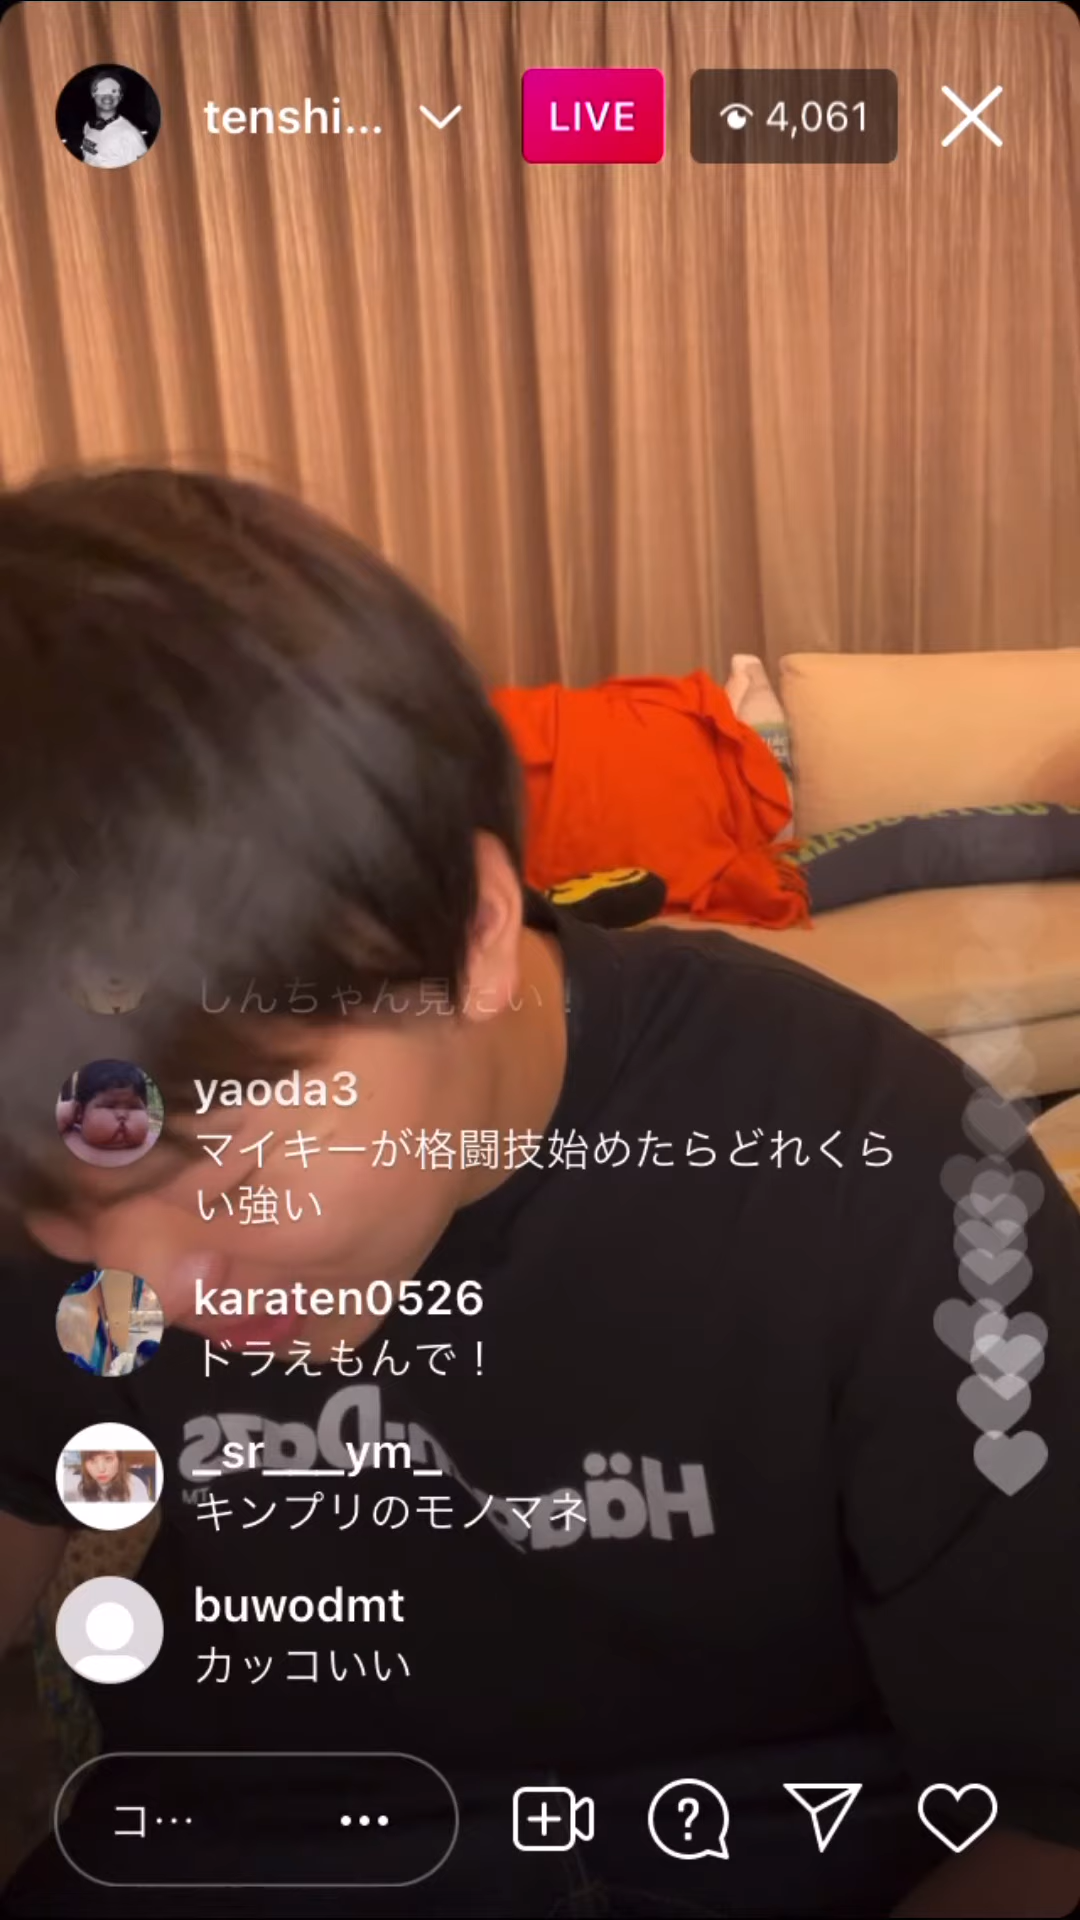 tenshi...
LIVE
4,061
しんちゃん見たい！
yaoda3
マイキーが格闘技始めたらどれくら
い強い
karaten0526
ドラえもんで！
_sr___ym_
キンプリのモノマネ
buwodmt
カッコいい
コ…